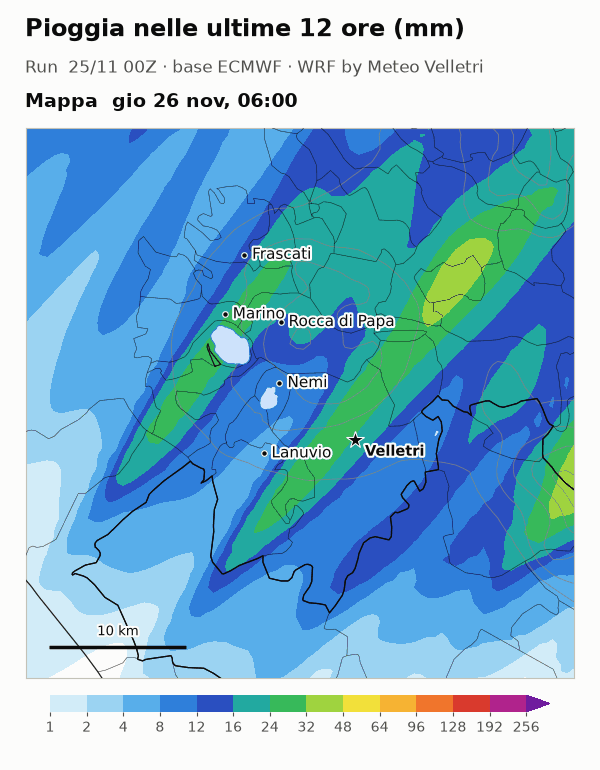 Pioggia nelle ultime 12 ore (mm)
Run  25/11 00Z · base ECMWF · WRF by Meteo Velletri
Mappa  gio 26 nov, 06:00
Frascati
Marino
Rocca di Papa
Nemi
Velletri
Lanuvio
10 km
1 2 4 8 12 16 24 32 48 64 96 128 192 256